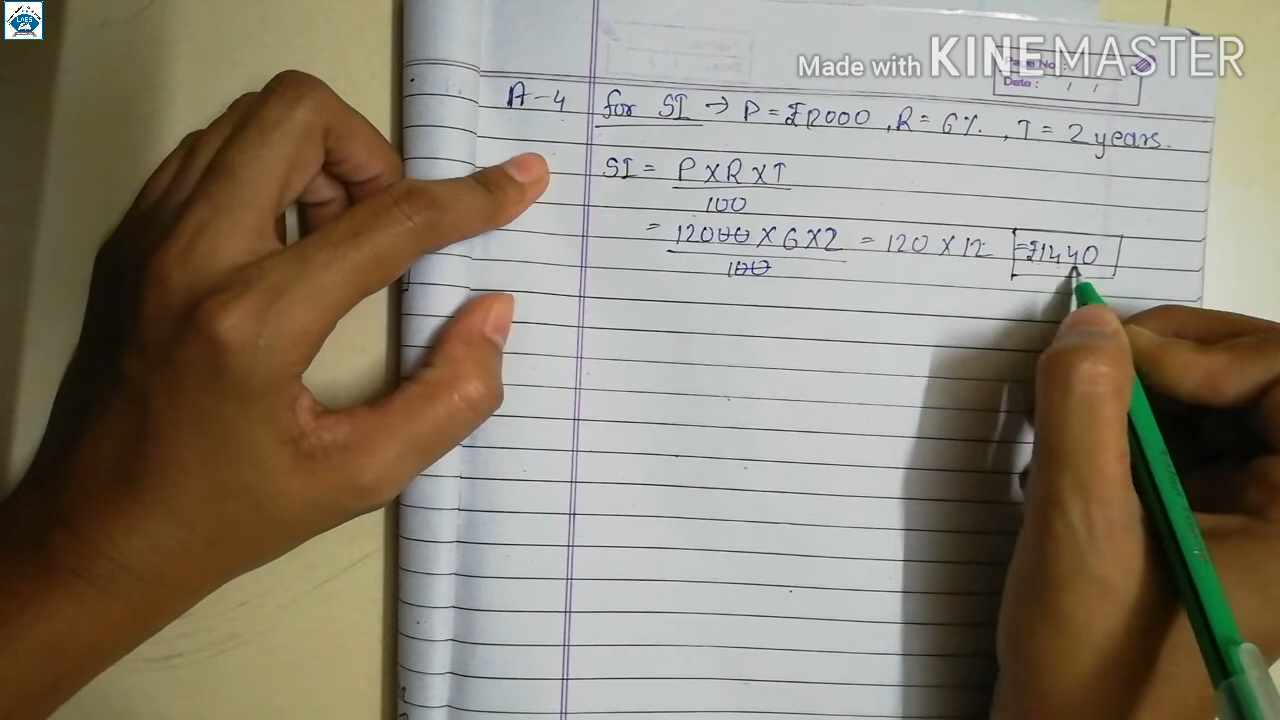 LAES
Made with KINEMASTER
Page No :
Date : / /
A-4 for SI → P = ₹12000, R = 6%, T = 2 years.
SI = P × R × T
100
= 12000 × 6 × 2 = 120 × 12 = ₹1440
100